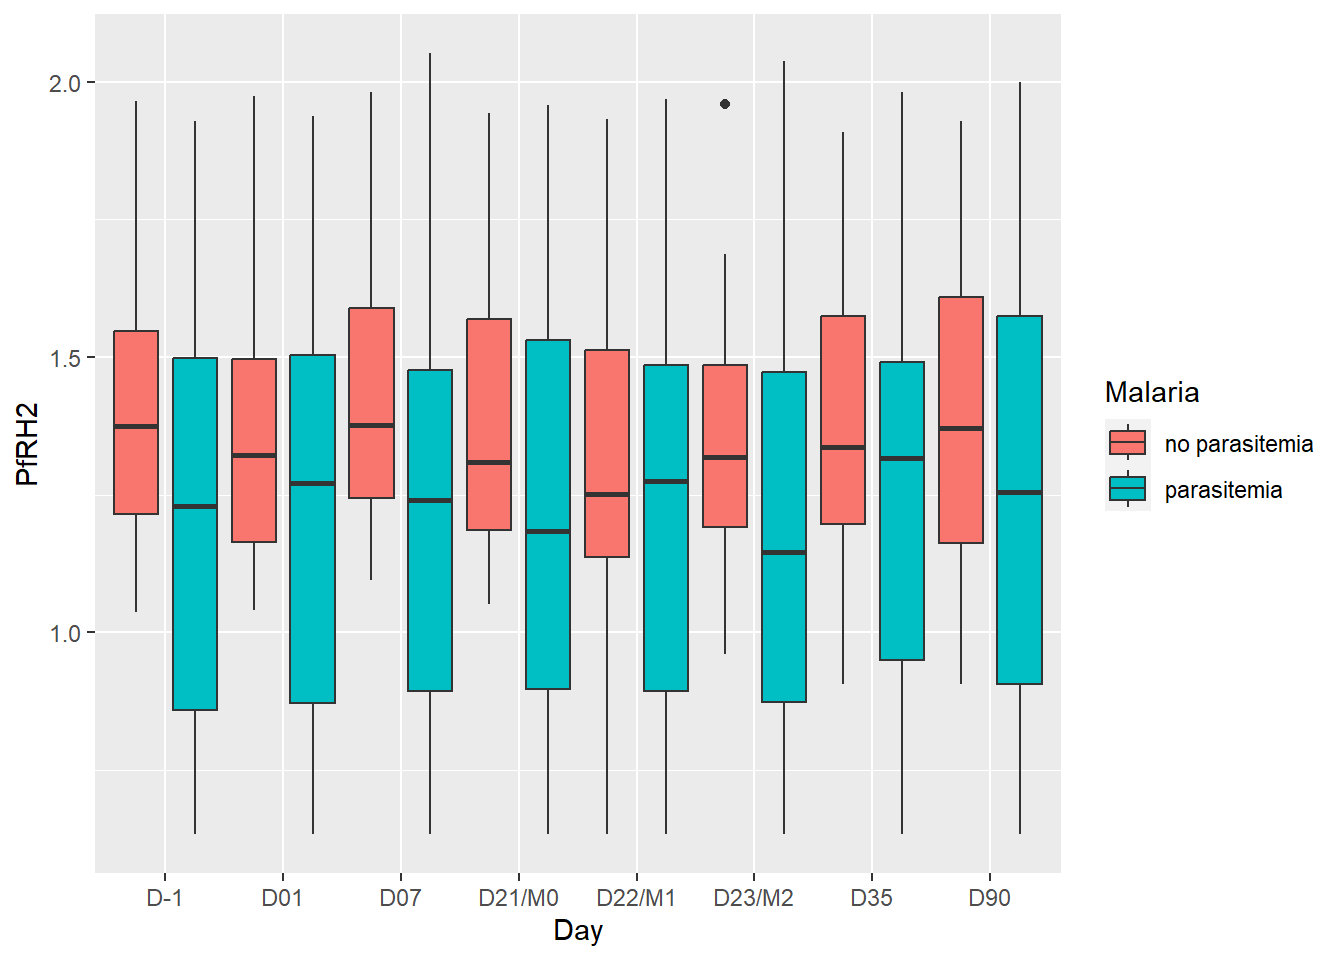 2.0
1.5
1.0
PfRH2
D-1 D01 D07 D21/M0 D22/M1 D23/M2 D35 D90
Day
Malaria
no parasitemia
parasitemia